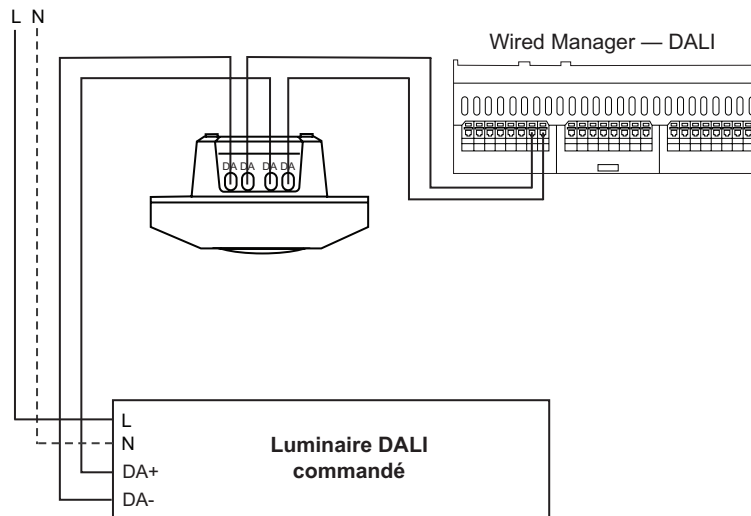 L N
Wired Manager — DALI
DA DA DA DA
L
N
DA+
DA-
Luminaire DALI
commandé